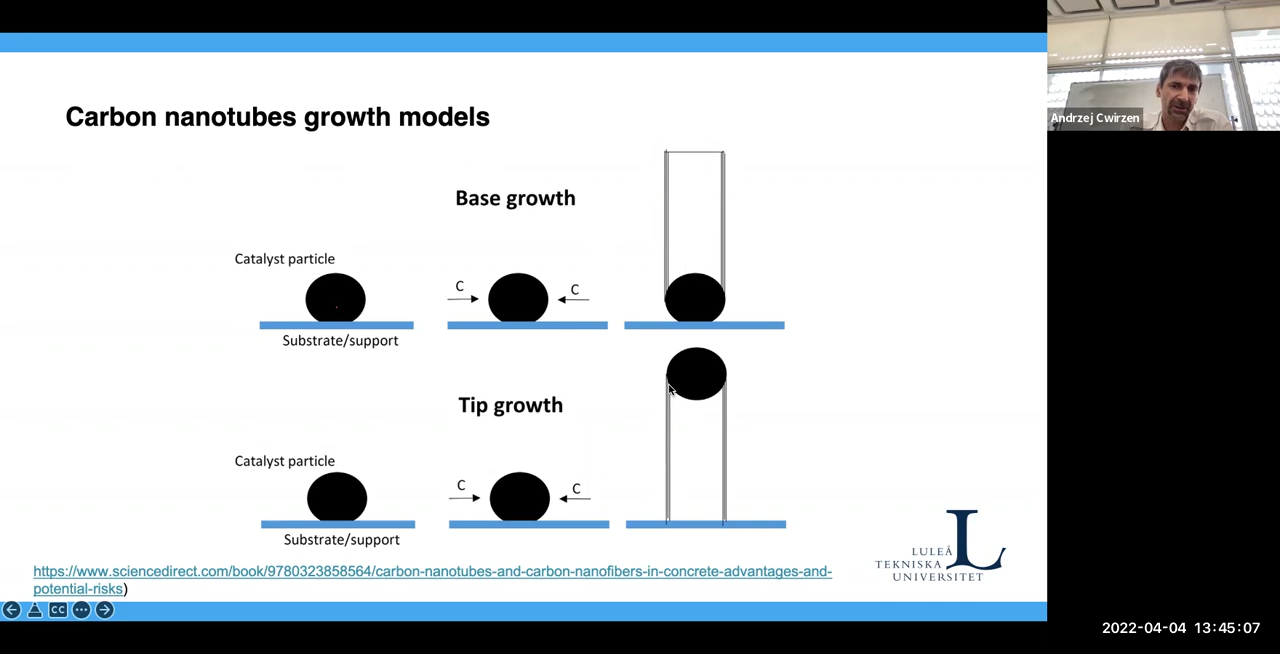 Carbon nanotubes growth models
Andrzej Cwirzen
Base growth
Catalyst particle
C
C
Substrate/support
Tip growth
Catalyst particle
C
C
Substrate/support
LULEÅ
TEKNISKA
UNIVERSITET
L
https://www.sciencedirect.com/book/9780323858564/carbon-nanotubes-and-carbon-nanofibers-in-concrete-advantages-and-
potential-risks)
CC
2022-04-04 13:45:07